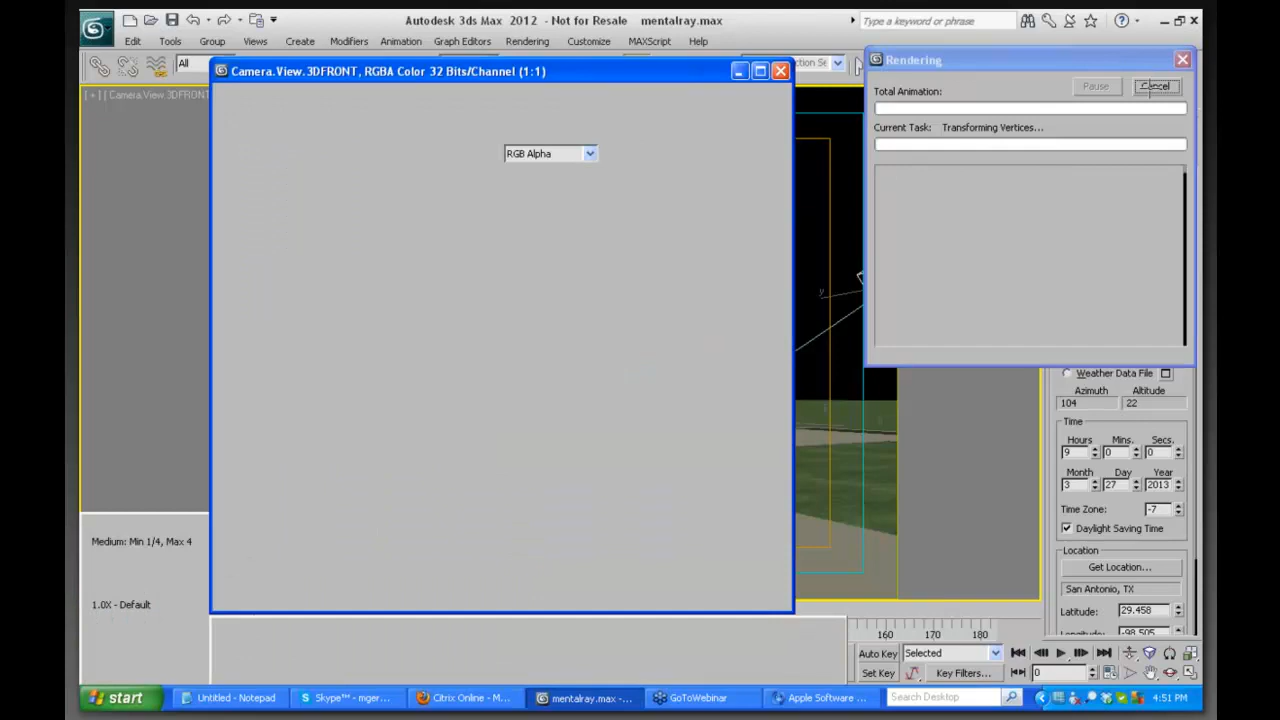 Autodesk 3ds Max 2012 - Not for Resale mentalray.max
Type a keyword or phrase
Edit Tools Group Views Create Modifiers Animation Graph Editors Rendering Customize MAXScript Help
All
[ + ] [ Camera.View.3DFRONT
Camera.View.3DFRONT, RGBA Color 32 Bits/Channel (1:1)
RGB Alpha
Rendering
Total Animation:
Pause
Cancel
Current Task: Transforming Vertices...
y
Weather Data File
Azimuth Altitude
104 22
Time
Hours Mins. Secs.
9 0 0
Month Day Year
3 27 2013
Time Zone: -7
Daylight Saving Time
Location
Get Location...
San Antonio, TX
Latitude: 29.458
-98.505
Medium: Min 1/4, Max 4
1.0X - Default
160 170 180
Auto Key Selected
Set Key Key Filters... 0
start Untitled - Notepad Skype™ - mger... Citrix Online - M... mentalray.max -... GoToWebinar Apple Software ... Search Desktop 4:51 PM